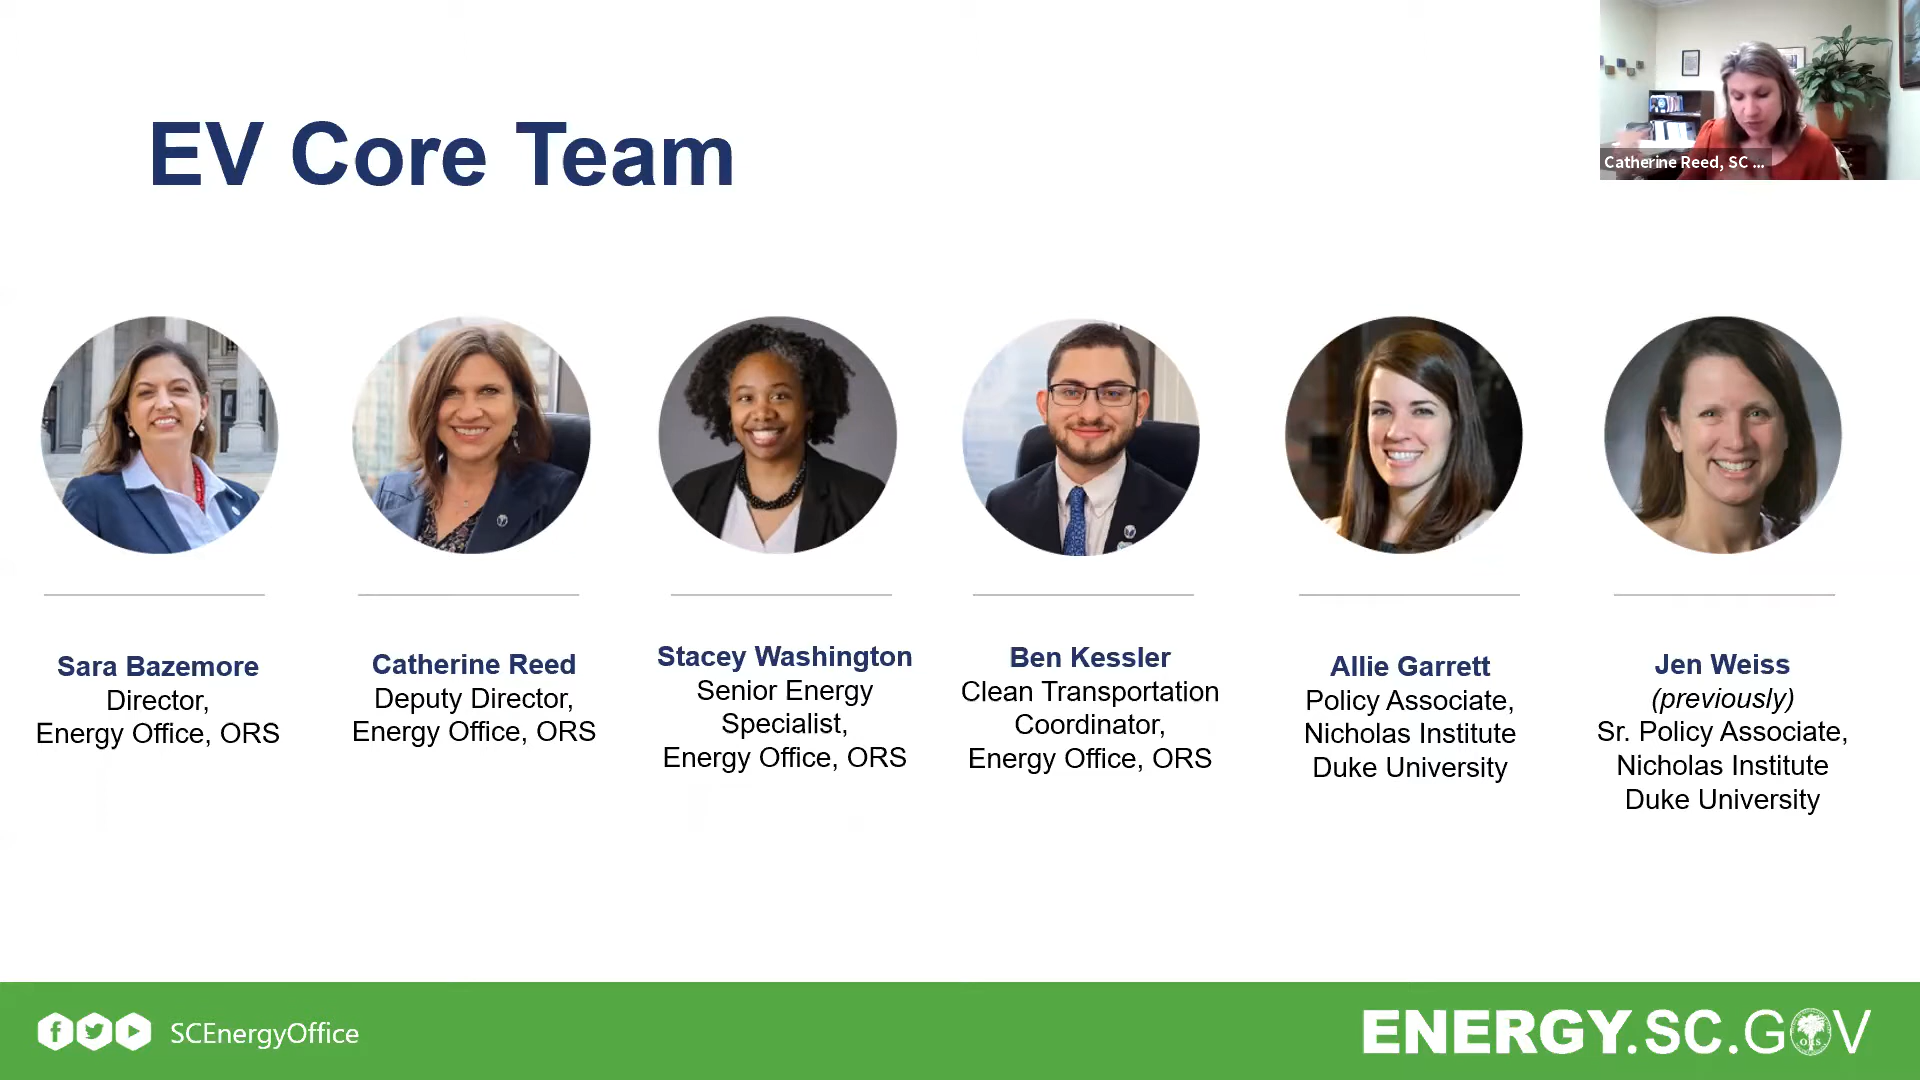 EV Core Team
Catherine Reed, SC ...
Sara Bazemore
Director,
Energy Office, ORS
Catherine Reed
Deputy Director,
Energy Office, ORS
Stacey Washington
Senior Energy
Specialist,
Energy Office, ORS
Ben Kessler
Clean Transportation
Coordinator,
Energy Office, ORS
Allie Garrett
Policy Associate,
Nicholas Institute
Duke University
Jen Weiss
(previously)
Sr. Policy Associate,
Nicholas Institute
Duke University
SCEnergyOffice
ENERGY.SC.GOV
ORS